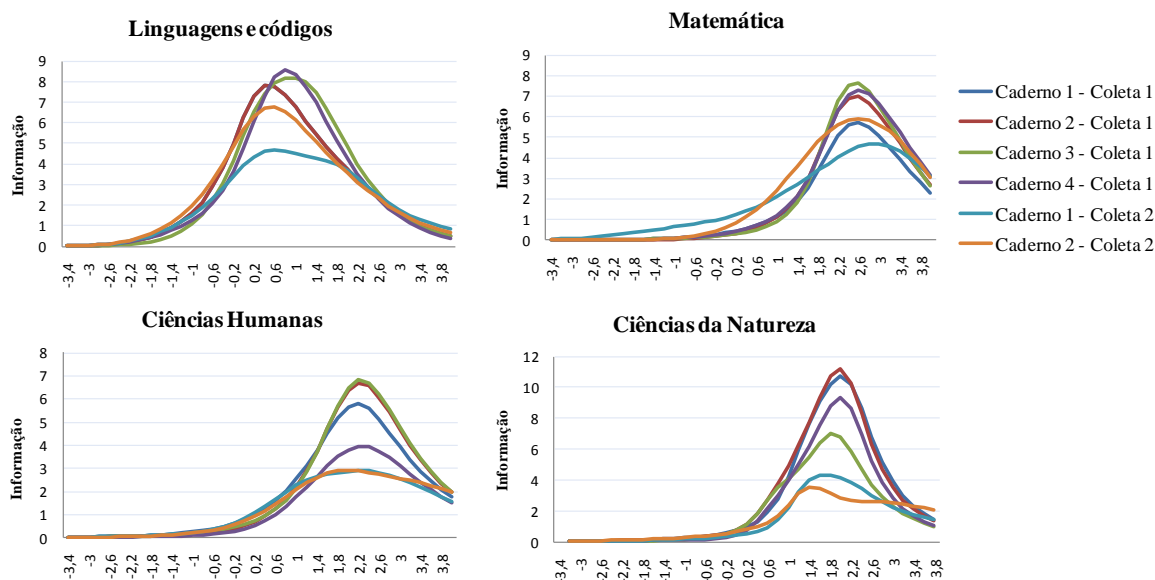 Linguagens e códigos
Informação
9
8
7
6
5
4
3
2
1
0
-3,4 -3 -2,6 -2,2 -1,8 -1,4 -1 -0,6 -0,2 0,2 0,6 1 1,4 1,8 2,2 2,6 3 3,4 3,8
Matemática
Informação
9
8
7
6
5
4
3
2
1
0
-3,4 -3 -2,6 -2,2 -1,8 -1,4 -1 -0,6 -0,2 0,2 0,6 1 1,4 1,8 2,2 2,6 3 3,4 3,8
Caderno 1 - Coleta 1
Caderno 2 - Coleta 1
Caderno 3 - Coleta 1
Caderno 4 - Coleta 1
Caderno 1 - Coleta 2
Caderno 2 - Coleta 2
Ciências Humanas
Informação
8
7
6
5
4
3
2
1
0
-3,4 -3 -2,6 -2,2 -1,8 -1,4 -1 -0,6 -0,2 0,2 0,6 1 1,4 1,8 2,2 2,6 3 3,4 3,8
Ciências da Natureza
Informação
12
10
8
6
4
2
0
-3,4 -3 -2,6 -2,2 -1,8 -1,4 -1 -0,6 -0,2 0,2 0,6 1 1,4 1,8 2,2 2,6 3 3,4 3,8